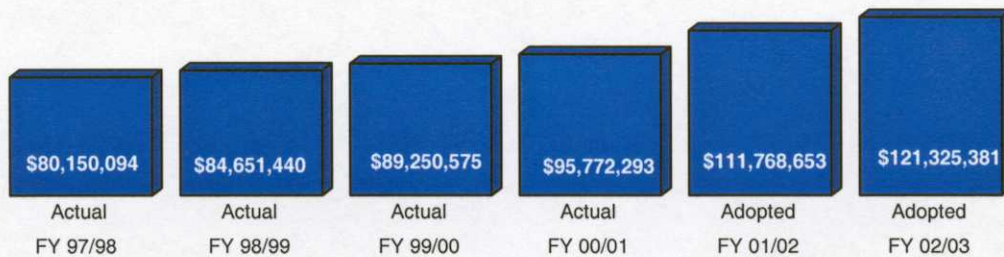 $80,150,094 $84,651,440 $89,250,575 $95,772,293 $111,768,653 $121,325,381
Actual Actual Actual Actual Adopted Adopted
FY 97/98 FY 98/99 FY 99/00 FY 00/01 FY 01/02 FY 02/03